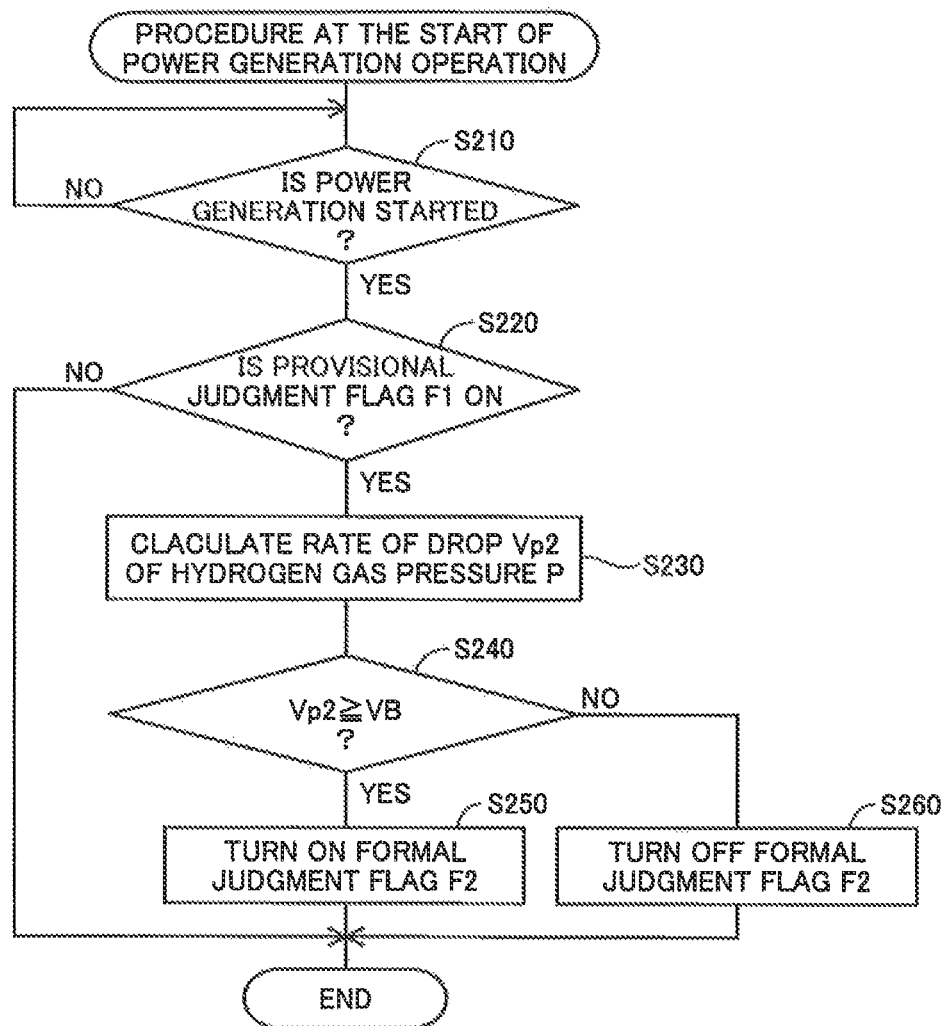 PROCEDURE AT THE START OF
POWER GENERATION OPERATION
S210
IS POWER
GENERATION STARTED
?
NO
YES
S220
IS PROVISIONAL
JUDGMENT FLAG F1 ON
?
NO
YES
CLACULATE RATE OF DROP Vp2
OF HYDROGEN GAS PRESSURE P
S230
S240
Vp2≧VB
?
NO
YES
S250
TURN ON FORMAL
JUDGMENT FLAG F2
S260
TURN OFF FORMAL
JUDGMENT FLAG F2
END